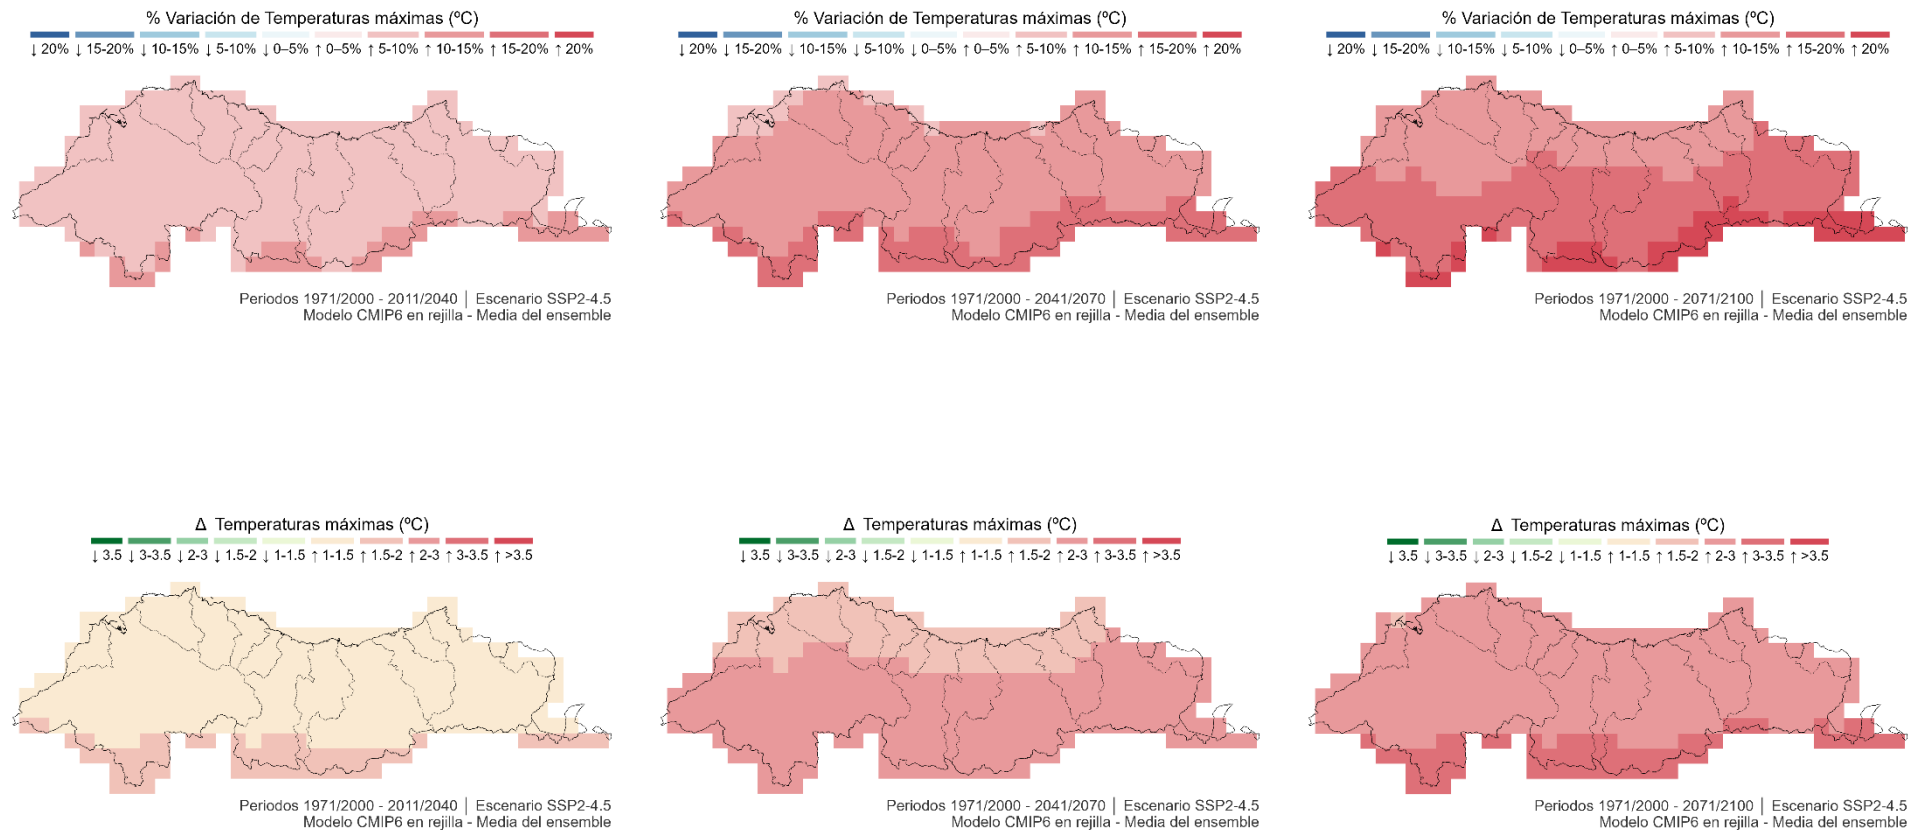 % Variación de Temperaturas máximas (ºC)
↓ 20% ↓ 15-20% ↓ 10-15% ↓ 5-10% ↓ 0–5% ↑ 0–5% ↑ 5-10% ↑ 10-15% ↑ 15-20% ↑ 20%
Periodos 1971/2000 - 2011/2040 │ Escenario SSP2-4.5
Modelo CMIP6 en rejilla - Media del ensemble
% Variación de Temperaturas máximas (ºC)
↓ 20% ↓ 15-20% ↓ 10-15% ↓ 5-10% ↓ 0–5% ↑ 0–5% ↑ 5-10% ↑ 10-15% ↑ 15-20% ↑ 20%
Periodos 1971/2000 - 2041/2070 │ Escenario SSP2-4.5
Modelo CMIP6 en rejilla - Media del ensemble
% Variación de Temperaturas máximas (ºC)
↓ 20% ↓ 15-20% ↓ 10-15% ↓ 5-10% ↓ 0–5% ↑ 0–5% ↑ 5-10% ↑ 10-15% ↑ 15-20% ↑ 20%
Periodos 1971/2000 - 2071/2100 │ Escenario SSP2-4.5
Modelo CMIP6 en rejilla - Media del ensemble
Δ Temperaturas máximas (ºC)
↓ 3.5 ↓ 3-3.5 ↓ 2-3 ↓ 1.5-2 ↓ 1-1.5 ↑ 1-1.5 ↑ 1.5-2 ↑ 2-3 ↑ 3-3.5 ↑ >3.5
Periodos 1971/2000 - 2011/2040 │ Escenario SSP2-4.5
Modelo CMIP6 en rejilla - Media del ensemble
Δ Temperaturas máximas (ºC)
↓ 3.5 ↓ 3-3.5 ↓ 2-3 ↓ 1.5-2 ↓ 1-1.5 ↑ 1-1.5 ↑ 1.5-2 ↑ 2-3 ↑ 3-3.5 ↑ >3.5
Periodos 1971/2000 - 2041/2070 │ Escenario SSP2-4.5
Modelo CMIP6 en rejilla - Media del ensemble
Δ Temperaturas máximas (ºC)
↓ 3.5 ↓ 3-3.5 ↓ 2-3 ↓ 1.5-2 ↓ 1-1.5 ↑ 1-1.5 ↑ 1.5-2 ↑ 2-3 ↑ 3-3.5 ↑ >3.5
Periodos 1971/2000 - 2071/2100 │ Escenario SSP2-4.5
Modelo CMIP6 en rejilla - Media del ensemble